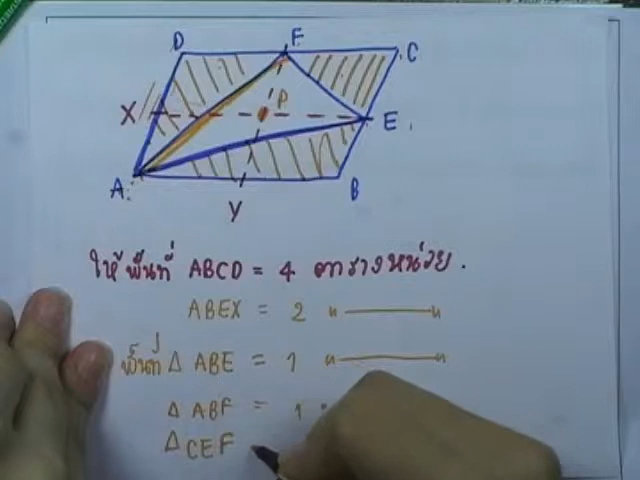 D F C
X P E
A Y B
ให้พื้นที่ ABCD = 4 ตารางหน่วย.
ABEX = 2 " — "
พื้นที่ Δ ABE = 1 " — "
Δ ABF = 1
Δ CEF